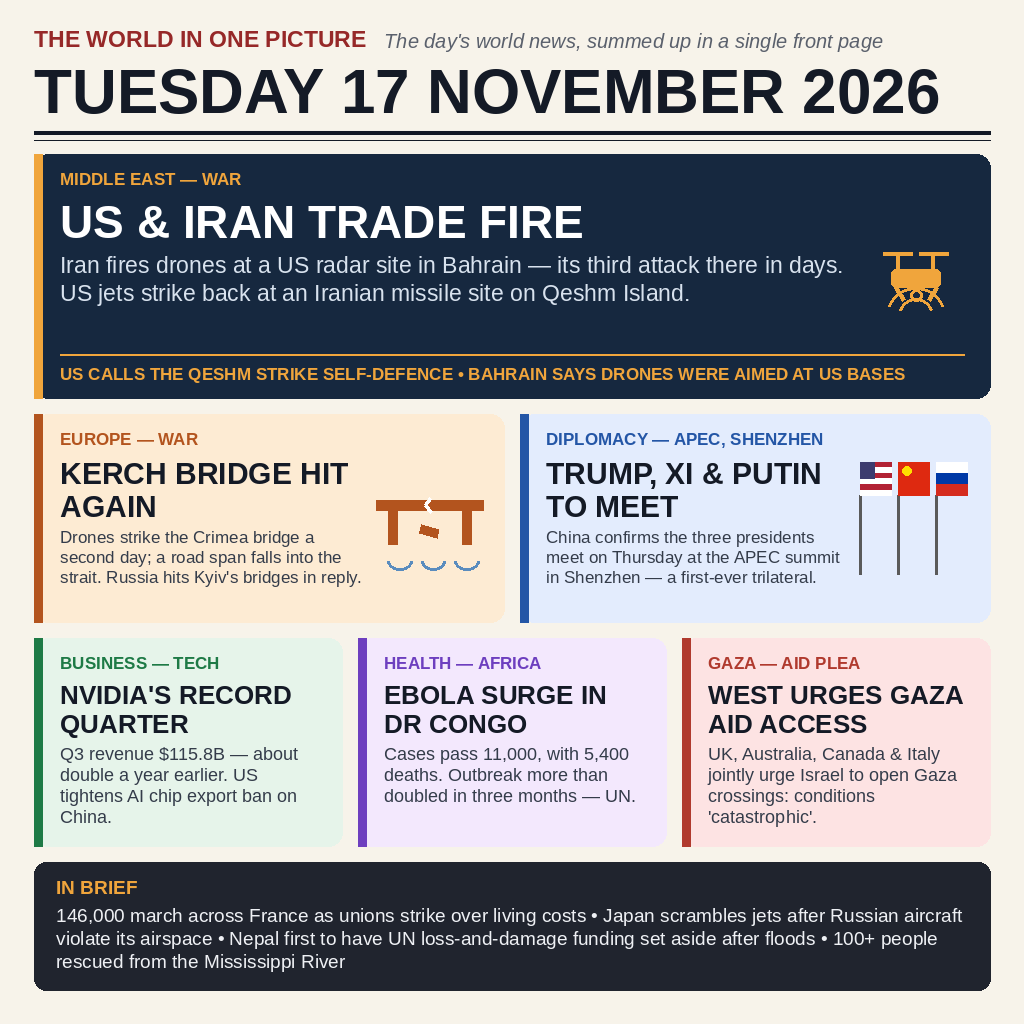 THE WORLD IN ONE PICTURE The day's world news, summed up in a single front page
TUESDAY 17 NOVEMBER 2026
MIDDLE EAST — WAR
US & IRAN TRADE FIRE
Iran fires drones at a US radar site in Bahrain — its third attack there in days.
US jets strike back at an Iranian missile site on Qeshm Island.
US CALLS THE QESHM STRIKE SELF-DEFENCE • BAHRAIN SAYS DRONES WERE AIMED AT US BASES
EUROPE — WAR
KERCH BRIDGE HIT
AGAIN
Drones strike the Crimea bridge a
second day; a road span falls into the
strait. Russia hits Kyiv's bridges in reply.
DIPLOMACY — APEC, SHENZHEN
TRUMP, XI & PUTIN
TO MEET
China confirms the three presidents
meet on Thursday at the APEC summit
in Shenzhen — a first-ever trilateral.
BUSINESS — TECH
NVIDIA'S RECORD
QUARTER
Q3 revenue $115.8B — about
double a year earlier. US
tightens AI chip export ban on
China.
HEALTH — AFRICA
EBOLA SURGE IN
DR CONGO
Cases pass 11,000, with 5,400
deaths. Outbreak more than
doubled in three months — UN.
GAZA — AID PLEA
WEST URGES GAZA
AID ACCESS
UK, Australia, Canada & Italy
jointly urge Israel to open Gaza
crossings: conditions
'catastrophic'.
IN BRIEF
146,000 march across France as unions strike over living costs • Japan scrambles jets after Russian aircraft
violate its airspace • Nepal first to have UN loss-and-damage funding set aside after floods • 100+ people
rescued from the Mississippi River